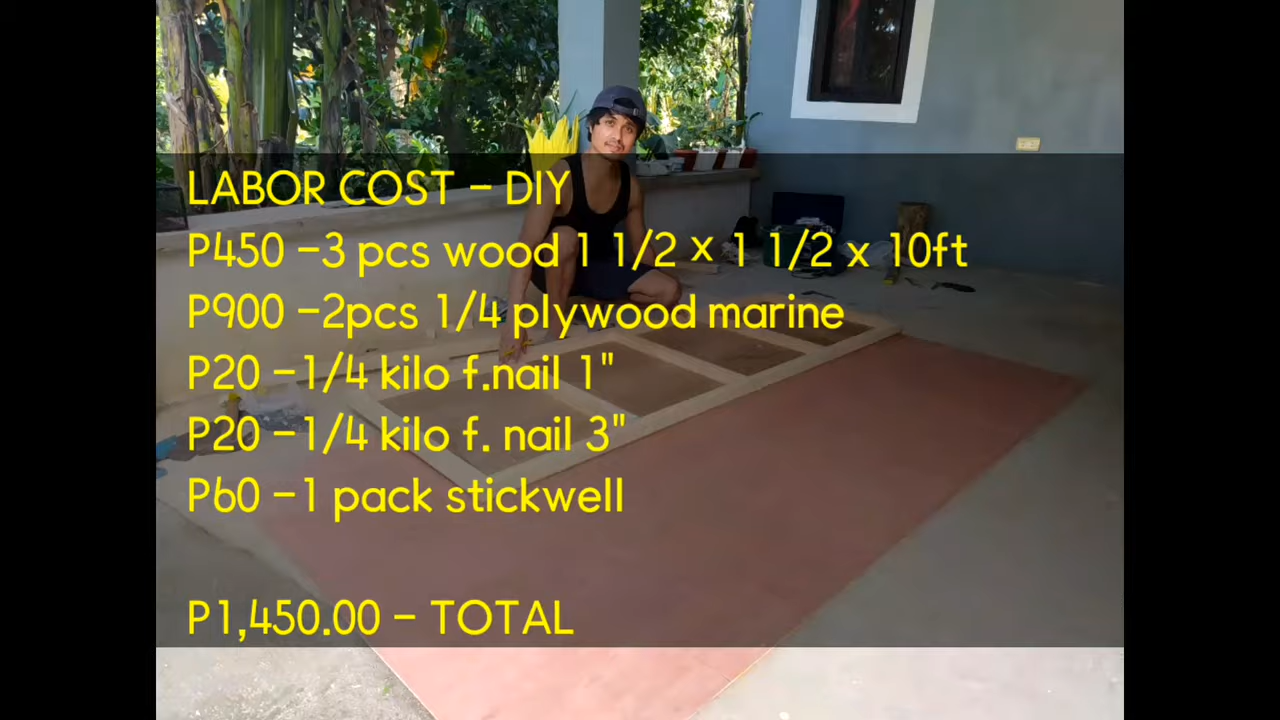 LABOR COST - DIY
P450 -3 pcs wood 1 1/2 x 1 1/2 x 10ft
P900 -2pcs 1/4 plywood marine
P20 -1/4 kilo f.nail 1"
P20 -1/4 kilo f. nail 3"
P60 -1 pack stickwell
P1,450.00 - TOTAL